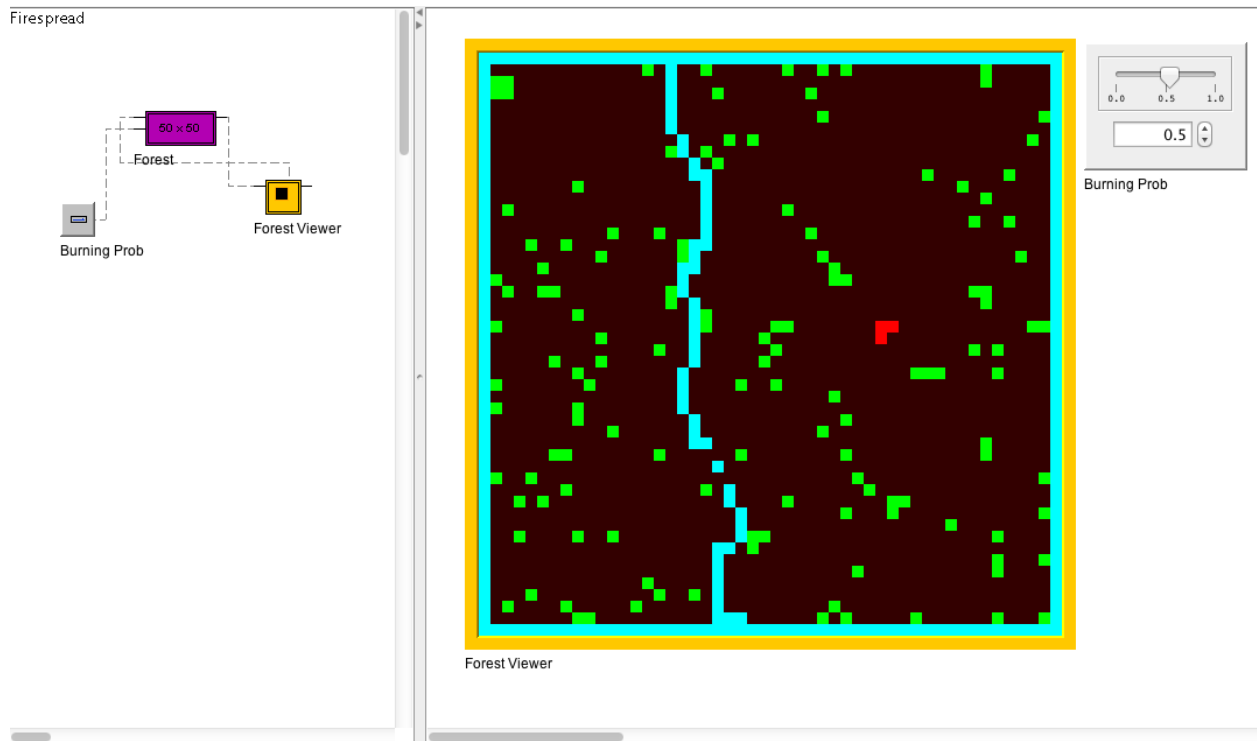 Firespread
50 × 50
Forest
Forest Viewer
Burning Prob
Forest Viewer
0.0 0.5 1.0
0.5
Burning Prob